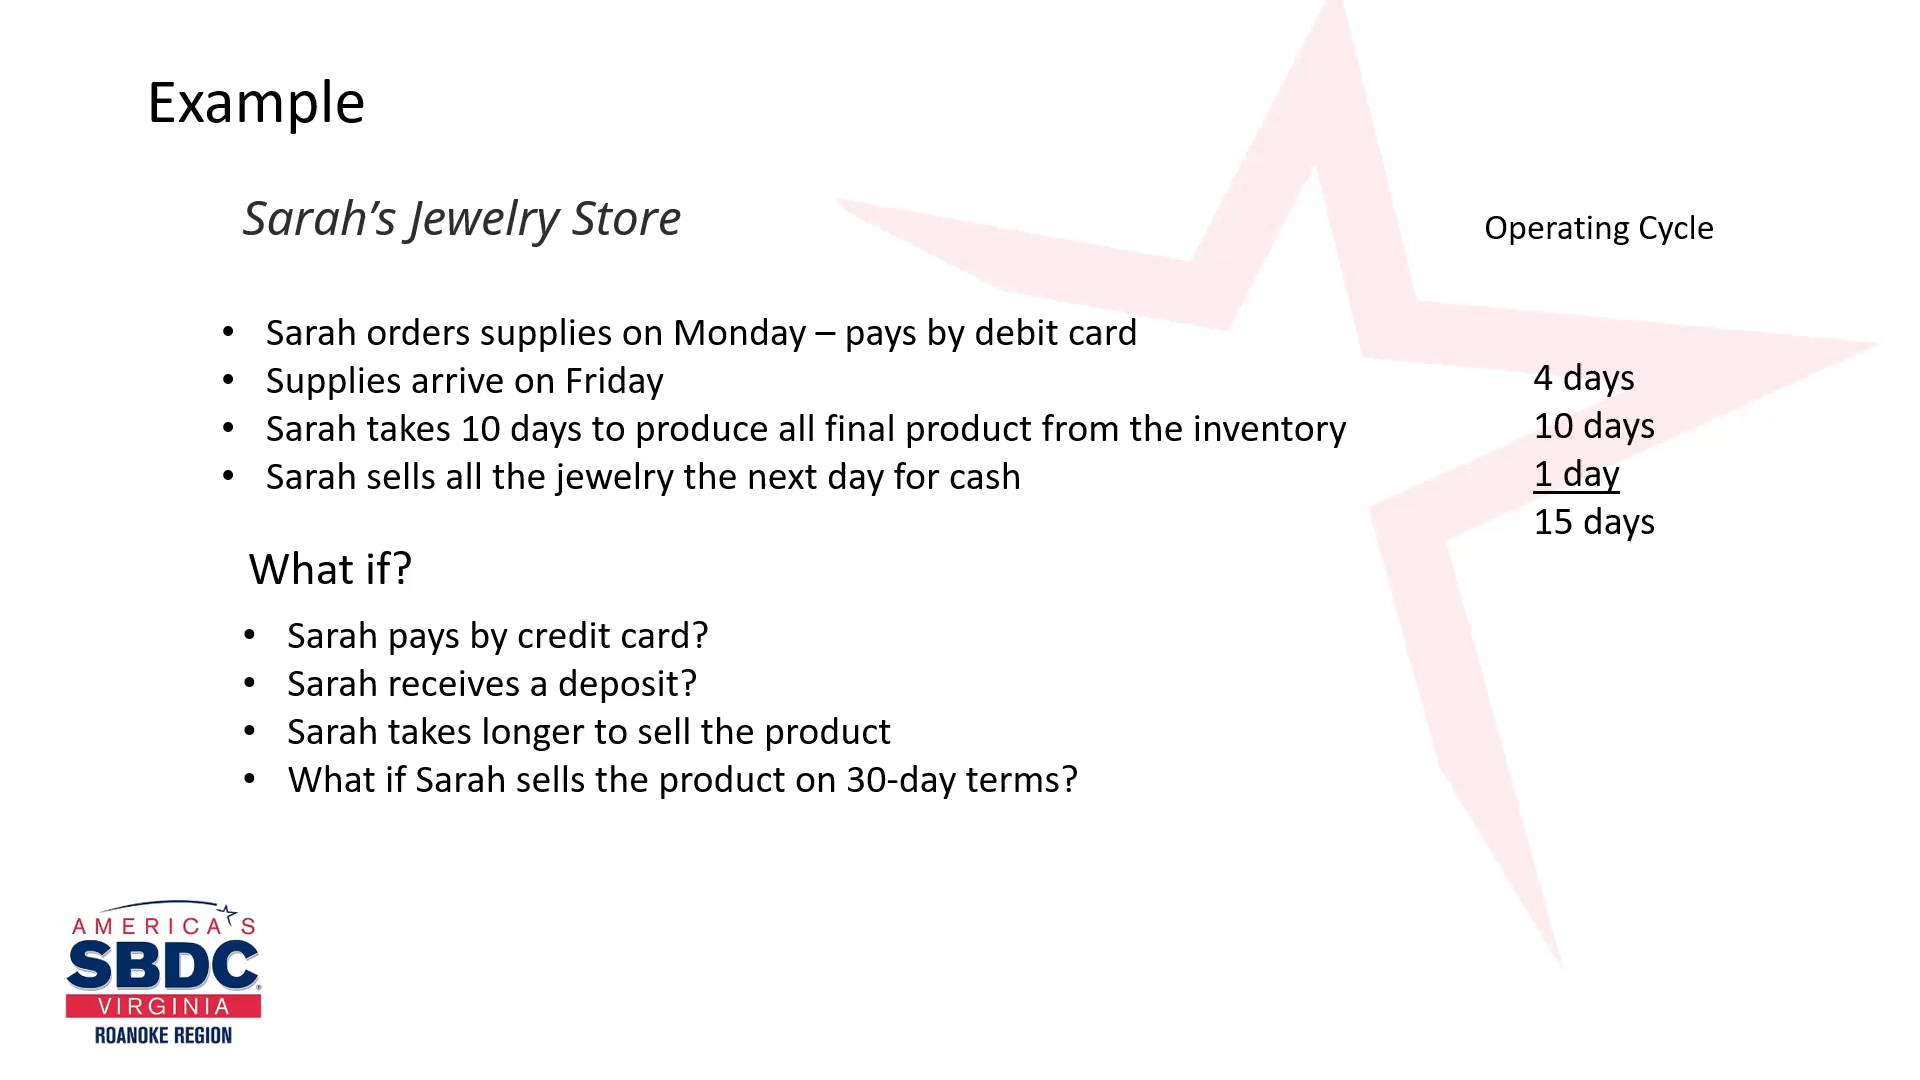 Example
Sarah’s Jewelry Store
Operating Cycle
• Sarah orders supplies on Monday – pays by debit card
• Supplies arrive on Friday
4 days
• Sarah takes 10 days to produce all final product from the inventory
10 days
• Sarah sells all the jewelry the next day for cash
1 day
15 days
What if?
• Sarah pays by credit card?
• Sarah receives a deposit?
• Sarah takes longer to sell the product
• What if Sarah sells the product on 30-day terms?
AMERICA'S
SBDC®
VIRGINIA
ROANOKE REGION